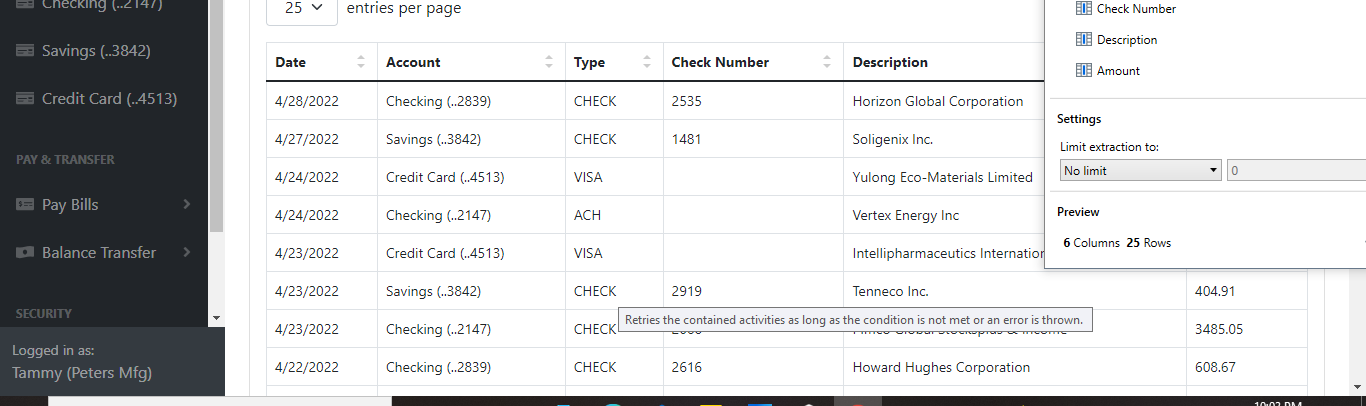 Checking (..2147)
Savings (..3842)
Credit Card (..4513)
PAY & TRANSFER
Pay Bills
Balance Transfer
SECURITY
Logged in as:
Tammy (Peters Mfg)
25 entries per page
Date Account Type Check Number Description
4/28/2022 Checking (..2839) CHECK 2535 Horizon Global Corporation
4/27/2022 Savings (..3842) CHECK 1481 Soligenix Inc.
4/24/2022 Credit Card (..4513) VISA Yulong Eco-Materials Limited
4/24/2022 Checking (..2147) ACH Vertex Energy Inc
4/23/2022 Credit Card (..4513) VISA Intellipharmaceutics Internation
4/23/2022 Savings (..3842) CHECK 2919 Tenneco Inc. 404.91
Retries the contained activities as long as the condition is not met or an error is thrown.
4/23/2022 Checking (..2147) CHECK 3485.05
4/22/2022 Checking (..2839) CHECK 2616 Howard Hughes Corporation 608.67
Check Number
Description
Amount
Settings
Limit extraction to:
No limit 0
Preview
6 Columns 25 Rows